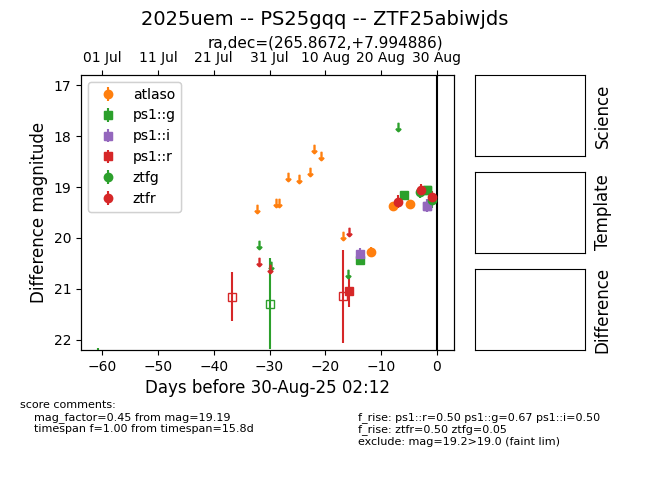 2025uem -- PS25gqq -- ZTF25abiwjds
ra,dec=(265.8672,+7.994886)
01 Jul 11 Jul 21 Jul 31 Jul 10 Aug 20 Aug 30 Aug
17
18
19
20
21
22
Difference magnitude
atlaso
ps1::g
ps1::i
ps1::r
ztfg
ztfr
−60 −50 −40 −30 −20 −10 0
Days before 30-Aug-25 02:12
Science
Template
Difference
score comments:
mag_factor=0.45 from mag=19.19
timespan f=1.00 from timespan=15.8d
f_rise: ps1::r=0.50 ps1::g=0.67 ps1::i=0.50
f_rise: ztfr=0.50 ztfg=0.05
exclude: mag=19.2>19.0 (faint lim)